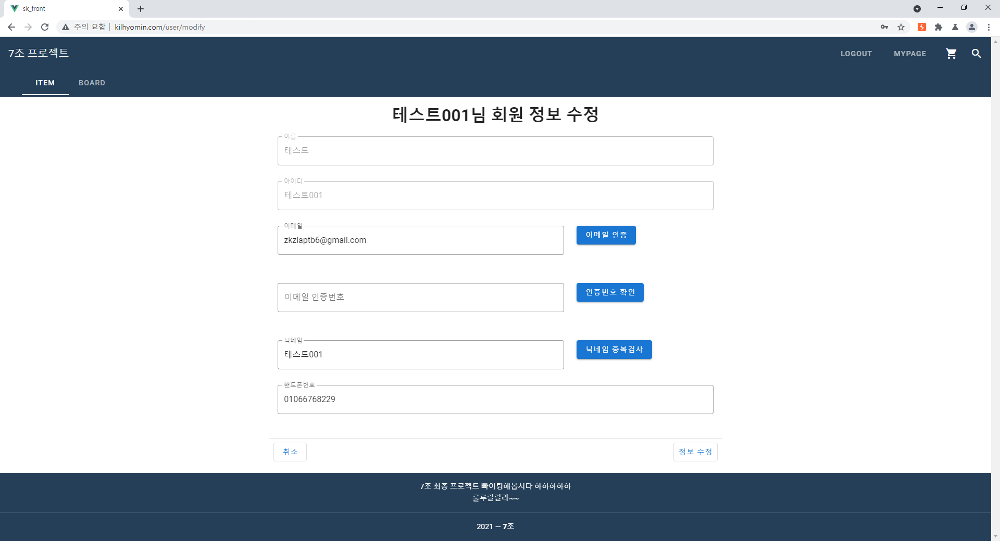 sk_front
주의 요함
kilhyomin.com/user/modify
7조 프로젝트
LOGOUT
MYPAGE
ITEM
BOARD
테스트001님 회원 정보 수정
이름
테스트
아이디
테스트001
이메일
zkzlaptb6@gmail.com
이메일 인증
이메일 인증번호
인증번호 확인
닉네임
테스트001
닉네임 중복검사
핸드폰번호
01066768229
취소
정보 수정
7조 최종 프로젝트 빠이팅해봅시다 하하하하하
룰루랄랄라~~
2021 — 7조